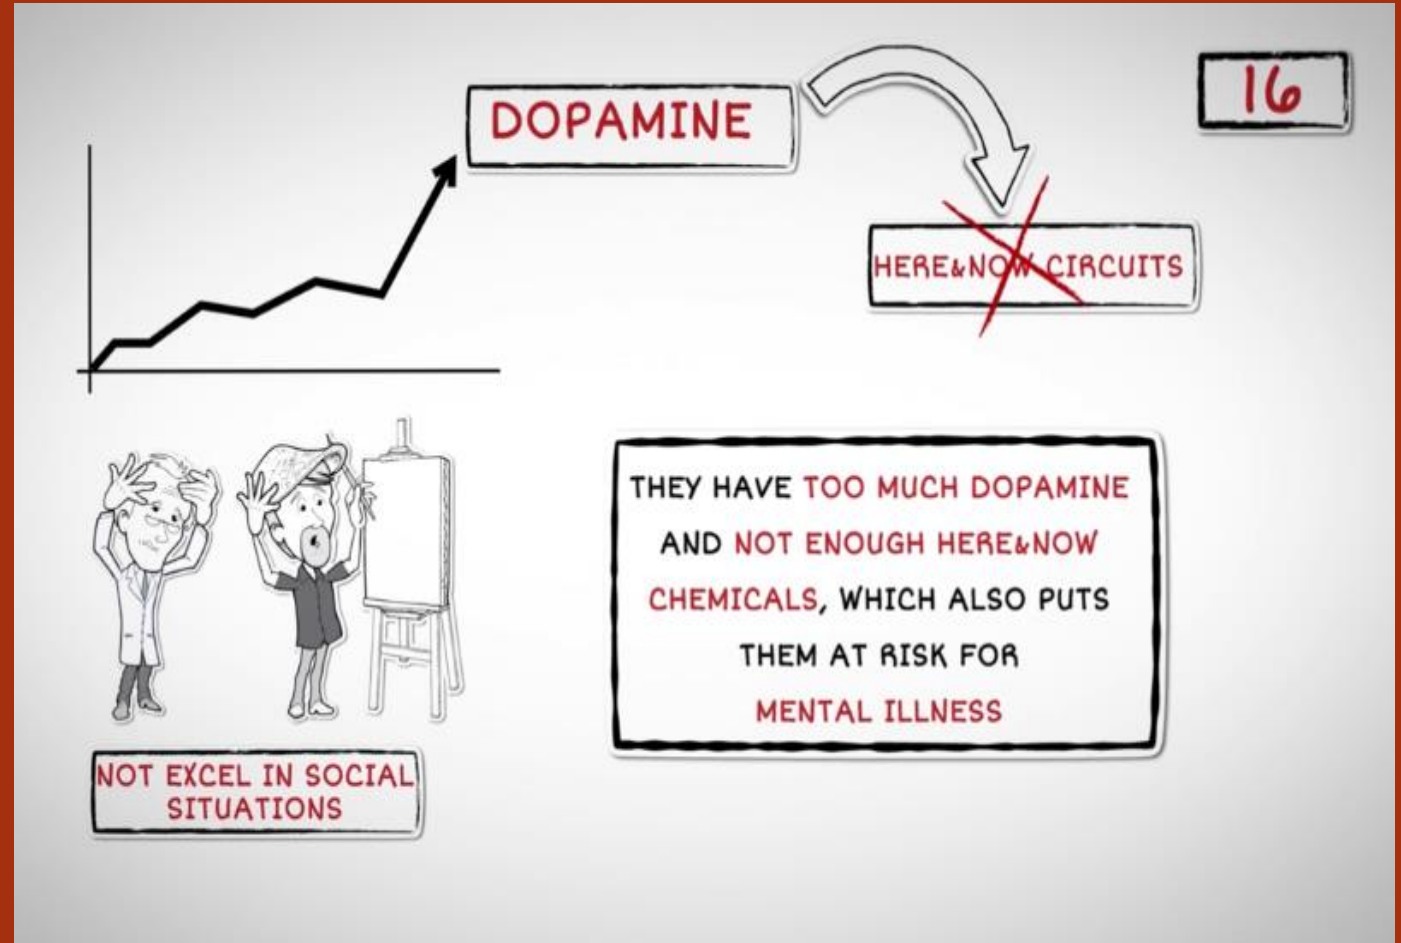 DOPAMINE
16
HERE&NOW CIRCUITS
THEY HAVE TOO MUCH DOPAMINE
AND NOT ENOUGH HERE&NOW
CHEMICALS, WHICH ALSO PUTS
THEM AT RISK FOR
MENTAL ILLNESS
NOT EXCEL IN SOCIAL
SITUATIONS